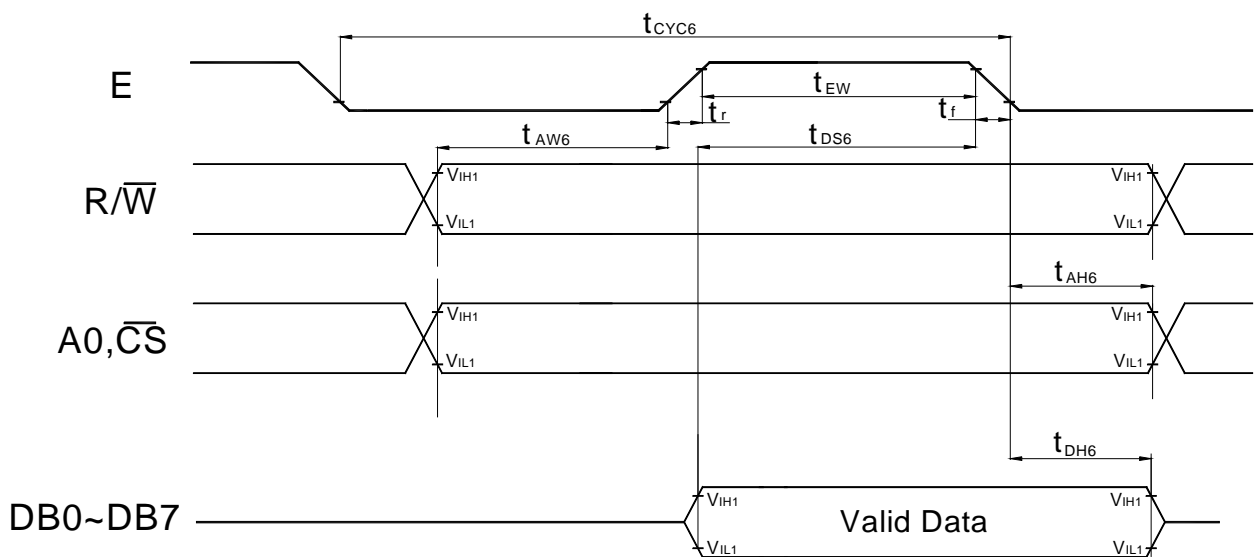 tCYC6
E
tEW
tr
tf
tAW6
tDS6
R/W̅
VIH1
VIH1
VIL1
VIL1
tAH6
A0,C̅S̅
VIH1
VIH1
VIL1
VIL1
tDH6
DB0~DB7
VIH1
Valid Data
VIH1
VIL1
VIL1